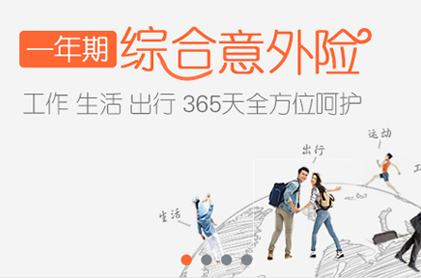 一年期 综合意外险
工作 生活 出行 365天全方位呵护
运动
出行
工
生活